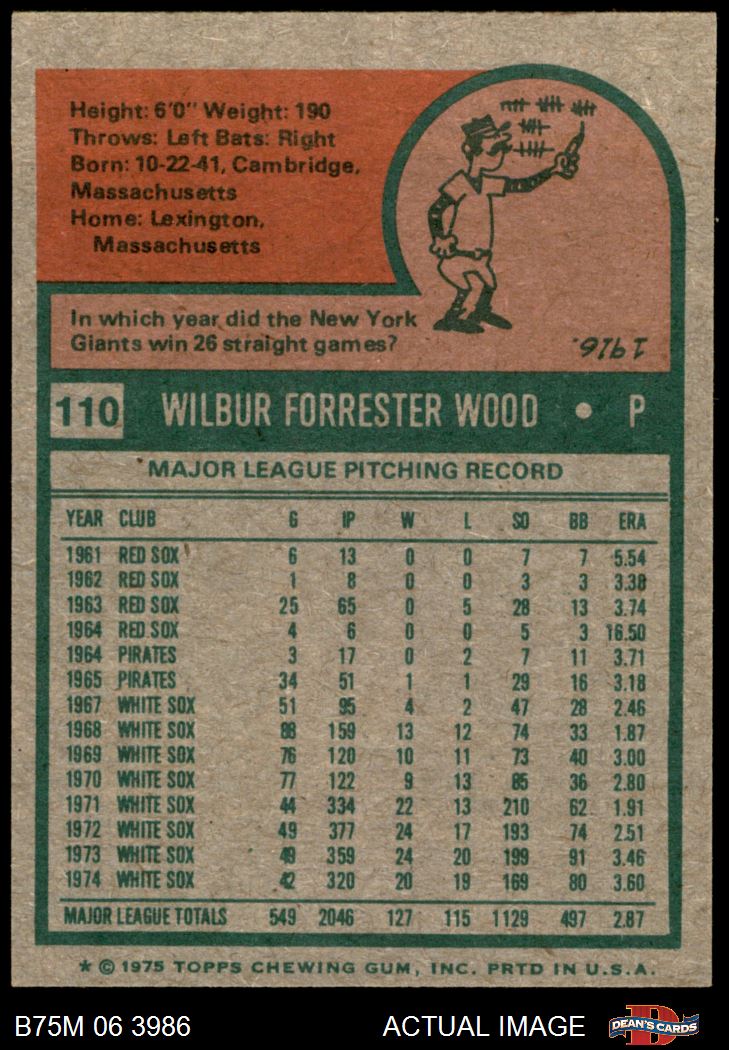 Height: 6'0" Weight: 190
Throws: Left Bats: Right
Born: 10-22-41, Cambridge,
Massachusetts
Home: Lexington,
Massachusetts
In which year did the New York
Giants win 26 straight games?
1916.
110 WILBUR FORRESTER WOOD • P
MAJOR LEAGUE PITCHING RECORD
YEAR CLUB G IP W L SO BB ERA
1961 RED SOX 6 13 0 0 7 7 5.54
1962 RED SOX 1 8 0 0 3 3 3.38
1963 RED SOX 25 65 0 5 28 13 3.74
1964 RED SOX 4 6 0 0 5 3 16.50
1964 PIRATES 3 17 0 2 7 11 3.71
1965 PIRATES 34 51 1 1 29 16 3.18
1967 WHITE SOX 51 95 4 2 47 28 2.46
1968 WHITE SOX 88 159 13 12 74 33 1.87
1969 WHITE SOX 76 120 10 11 73 40 3.00
1970 WHITE SOX 77 122 9 13 85 36 2.80
1971 WHITE SOX 44 334 22 13 210 62 1.91
1972 WHITE SOX 49 377 24 17 193 74 2.51
1973 WHITE SOX 49 359 24 20 199 91 3.46
1974 WHITE SOX 42 320 20 19 169 80 3.60
MAJOR LEAGUE TOTALS 549 2046 127 115 1129 497 2.87
* © 1975 TOPPS CHEWING GUM, INC. PRTD IN U.S.A.
B75M 06 3986 ACTUAL IMAGE DEAN'S CARDS